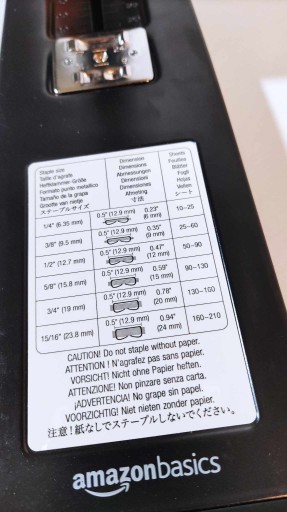 Staple size
Taille d'agrafe
Heftklammer-Größe
Formato punto metallico
Tamaño de la grapa
Grootte van nietje
ステープルサイズ
Dimension
Dimensions
Abmessungen
Dimensioni
Dimensiones
Afmeting
寸法
Sheets
Feuilles
Blätter
Fogli
Hojas
Vellen
シート
1/4" (6.35 mm) 0.5" (12.9 mm) 0.23" (6 mm) 10–25
3/8" (9.5 mm) 0.5" (12.9 mm) 0.35" (9 mm) 25–60
1/2" (12.7 mm) 0.5" (12.9 mm) 0.47" (12 mm) 50–90
5/8" (15.8 mm) 0.5" (12.9 mm) 0.59" (15 mm) 90–130
3/4" (19 mm) 0.5" (12.9 mm) 0.78" (20 mm) 130–100
15/16" (23.8 mm) 0.5" (12.9 mm) 0.94" (24 mm) 160–210
CAUTION! Do not staple without paper.
ATTENTION ! N'agrafez pas sans papier.
VORSICHT! Nicht ohne Papier heften.
ATTENZIONE! Non pinzare senza carta.
¡ADVERTENCIA! No grape sin papel.
VOORZICHTIG! Niet nieten zonder papier.
注意！紙なしでステープルしないでください。
amazonbasics